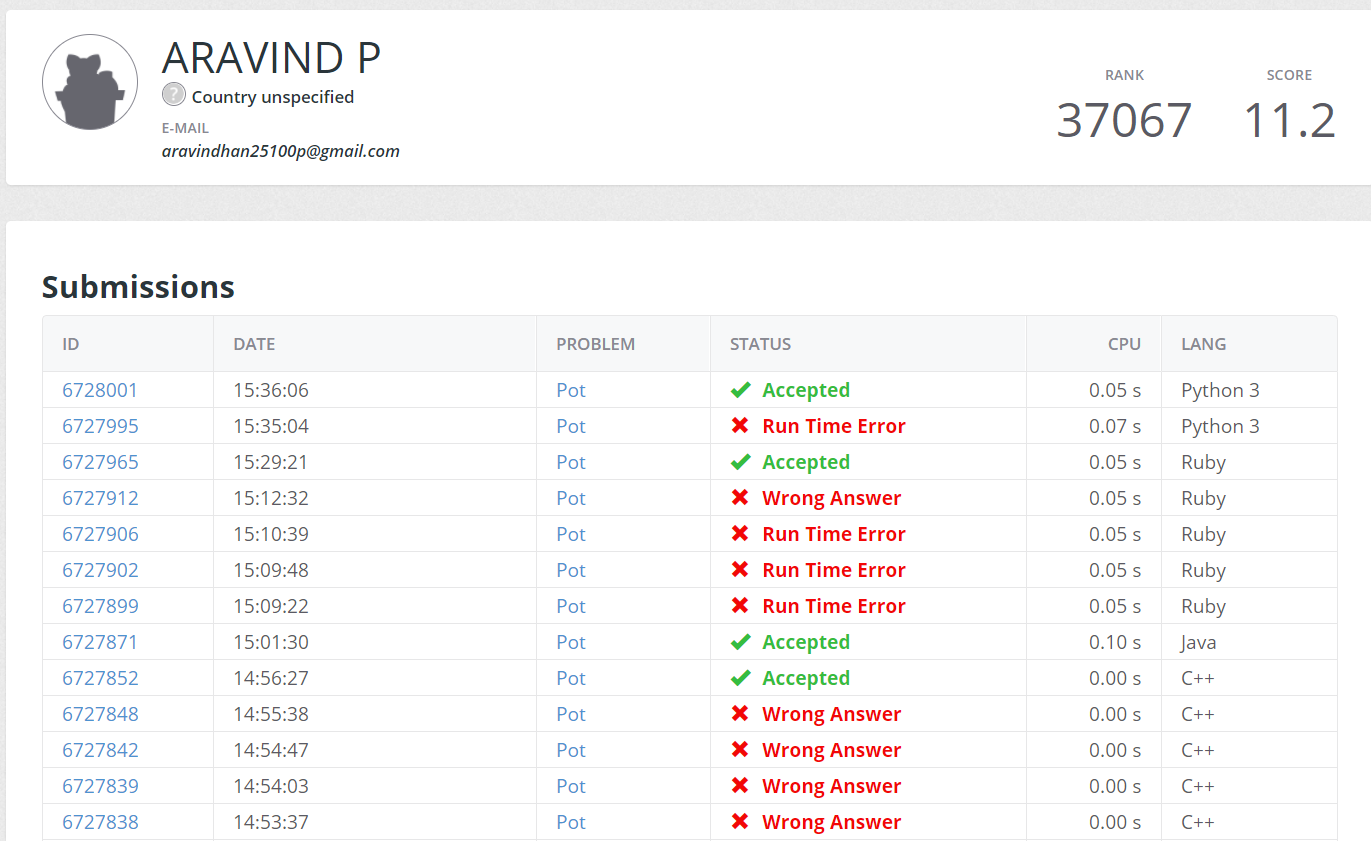 ARAVIND P
? Country unspecified
E-MAIL
aravindhan25100p@gmail.com
RANK SCORE
37067 11.2
Submissions
ID DATE PROBLEM STATUS CPU LANG
6728001 15:36:06 Pot Accepted 0.05 s Python 3
6727995 15:35:04 Pot Run Time Error 0.07 s Python 3
6727965 15:29:21 Pot Accepted 0.05 s Ruby
6727912 15:12:32 Pot Wrong Answer 0.05 s Ruby
6727906 15:10:39 Pot Run Time Error 0.05 s Ruby
6727902 15:09:48 Pot Run Time Error 0.05 s Ruby
6727899 15:09:22 Pot Run Time Error 0.05 s Ruby
6727871 15:01:30 Pot Accepted 0.10 s Java
6727852 14:56:27 Pot Accepted 0.00 s C++
6727848 14:55:38 Pot Wrong Answer 0.00 s C++
6727842 14:54:47 Pot Wrong Answer 0.00 s C++
6727839 14:54:03 Pot Wrong Answer 0.00 s C++
6727838 14:53:37 Pot Wrong Answer 0.00 s C++